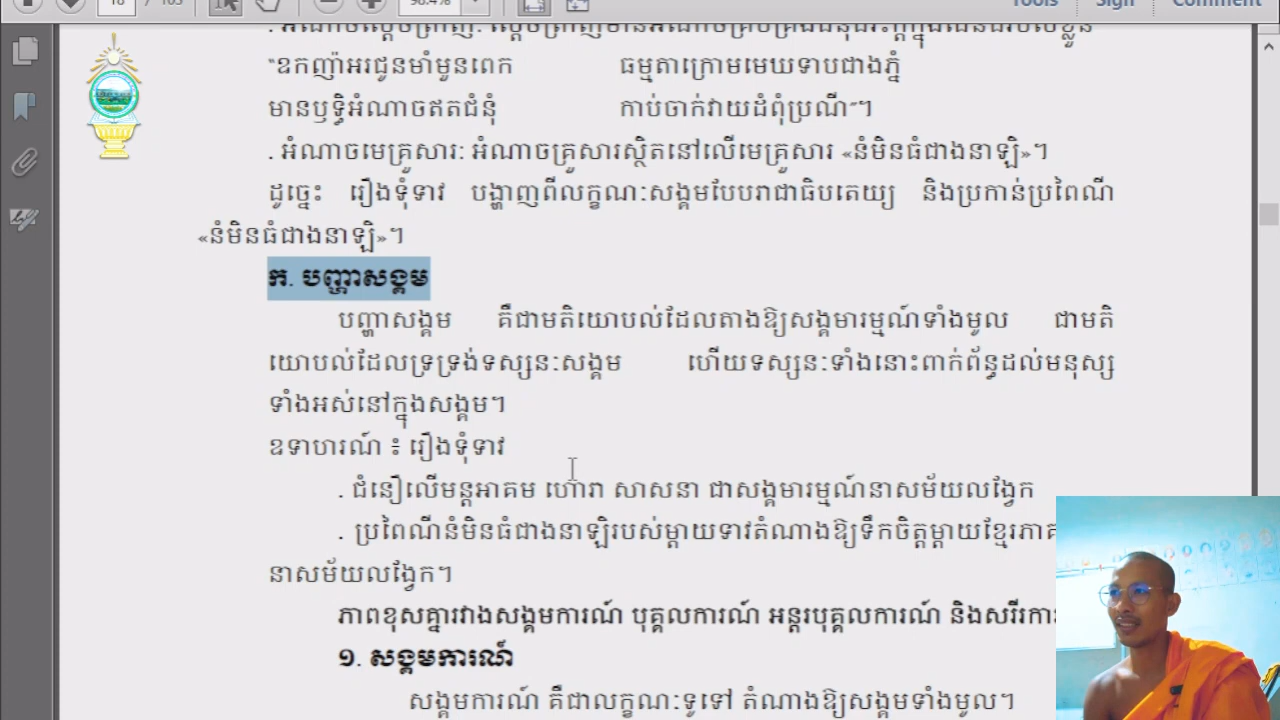 18 / 105 98.4%
Tools Sign Comment
“ឧកញ៉ាអរជូនមាំមួនពេក ធម្មតាក្រោមមេឃទាបជាងភ្នំ
មានឫទ្ធិអំណាចឥតជំនុំ កាប់ចាក់វាយដំពុំប្រណី”។
. អំណាចមេគ្រួសារៈ អំណាចគ្រួសារស្ថិតនៅលើមេគ្រួសារ «នំមិនធំជាងនាឡិ»។
ដូច្នេះ រឿងទុំទាវ បង្ហាញពីលក្ខណៈសង្គមបែបរាជាធិបតេយ្យ និងប្រកាន់ប្រពៃណី
«នំមិនធំជាងនាឡិ»។
ក. បញ្ហាសង្គម
បញ្ហាសង្គម គឺជាមតិយោបល់ដែលតាងឱ្យសង្គមារម្មណ៍ទាំងមូល ជាមតិ
យោបល់ដែលទ្រទ្រង់ទស្សនៈសង្គម ហើយទស្សនៈទាំងនោះពាក់ព័ន្ធដល់មនុស្ស
ទាំងអស់នៅក្នុងសង្គម។
ឧទាហរណ៍ ៖ រឿងទុំទាវ
. ជំនឿលើមន្តអាគម ហោរា សាសនា ជាសង្គមារម្មណ៍នាសម័យលង្វែក
. ប្រពៃណីនំមិនធំជាងនាឡិរបស់ម្តាយទាវតំណាងឱ្យទឹកចិត្តម្តាយខ្មែរភាគ
នាសម័យលង្វែក។
ភាពខុសគ្នារវាងសង្គមការណ៍ បុគ្គលការណ៍ អន្តរបុគ្គលការណ៍ និងសរីរការ
១. សង្គមការណ៍
សង្គមការណ៍ គឺជាលក្ខណៈទូទៅ តំណាងឱ្យសង្គមទាំងមូល។